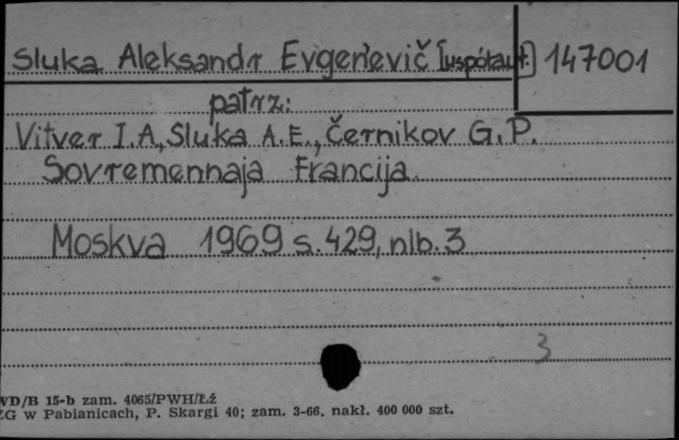 Sluka Aleksandr Evgen'evič [współaut.] 147001
patrz:
Vitver I.A., Sluka A.E., Černikov G.P.
Sovremennaja Francija
Moskva 1969 s. 429, nlb. 3
3
WD/B 15-b zam. 4065/PWH/Łź
ZG w Pabianicach, P. Skargi 40; zam. 3-66, nakł. 400 000 szt.